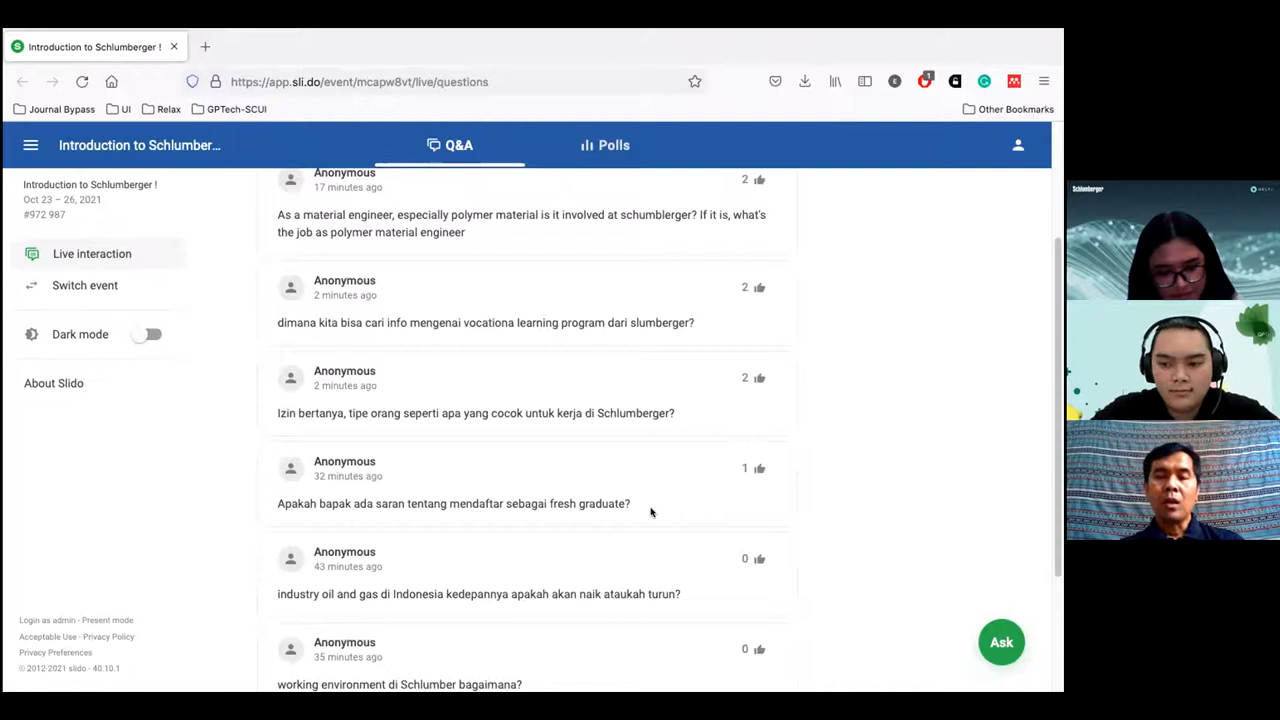 Introduction to Schlumberger !
https://app.sli.do/event/mcapw8vt/live/questions
1
Journal Bypass
UI
Relax
GPTech-SCUI
Other Bookmarks
Introduction to Schlumber...
Q&A
Polls
Introduction to Schlumberger !
Oct 23 – 26, 2021
#972 987
Live interaction
Switch event
Dark mode
About Slido
Login as admin - Present mode
Acceptable Use - Privacy Policy
Privacy Preferences
© 2012-2021 slido - 40.10.1
Anonymous
17 minutes ago
2
As a material engineer, especially polymer material is it involved at schumblerger? If it is, what's
the job as polymer material engineer
Anonymous
2 minutes ago
2
dimana kita bisa cari info mengenai vocationa learning program dari slumberger?
Anonymous
2 minutes ago
2
Izin bertanya, tipe orang seperti apa yang cocok untuk kerja di Schlumberger?
Anonymous
32 minutes ago
1
Apakah bapak ada saran tentang mendaftar sebagai fresh graduate?
Anonymous
43 minutes ago
0
industry oil and gas di Indonesia kedepannya apakah akan naik ataukah turun?
Anonymous
35 minutes ago
0
working environment di Schlumber bagaimana?
Ask
Schlumberger